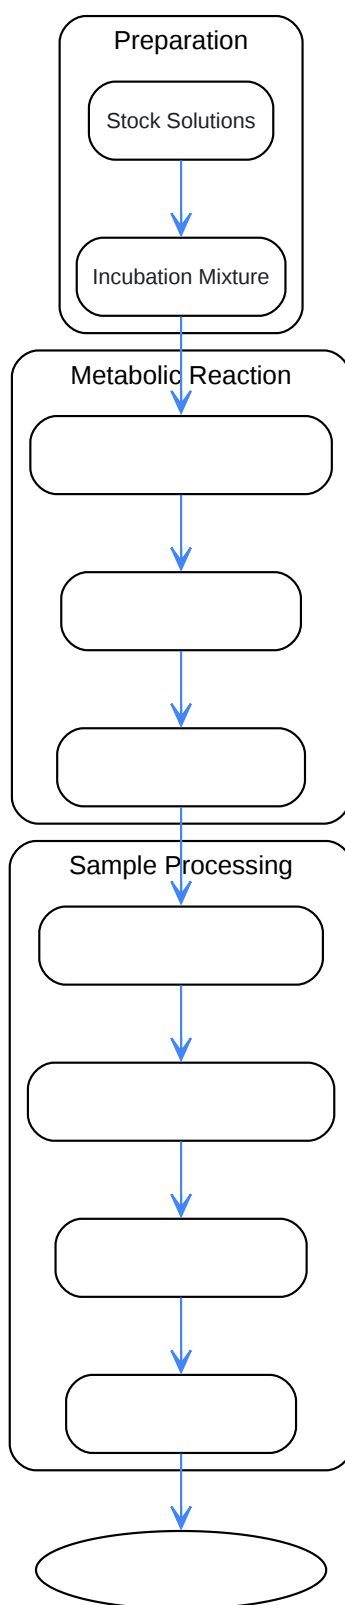 Preparation
Stock Solutions
Incubation Mixture
Metabolic Reaction
Sample Processing